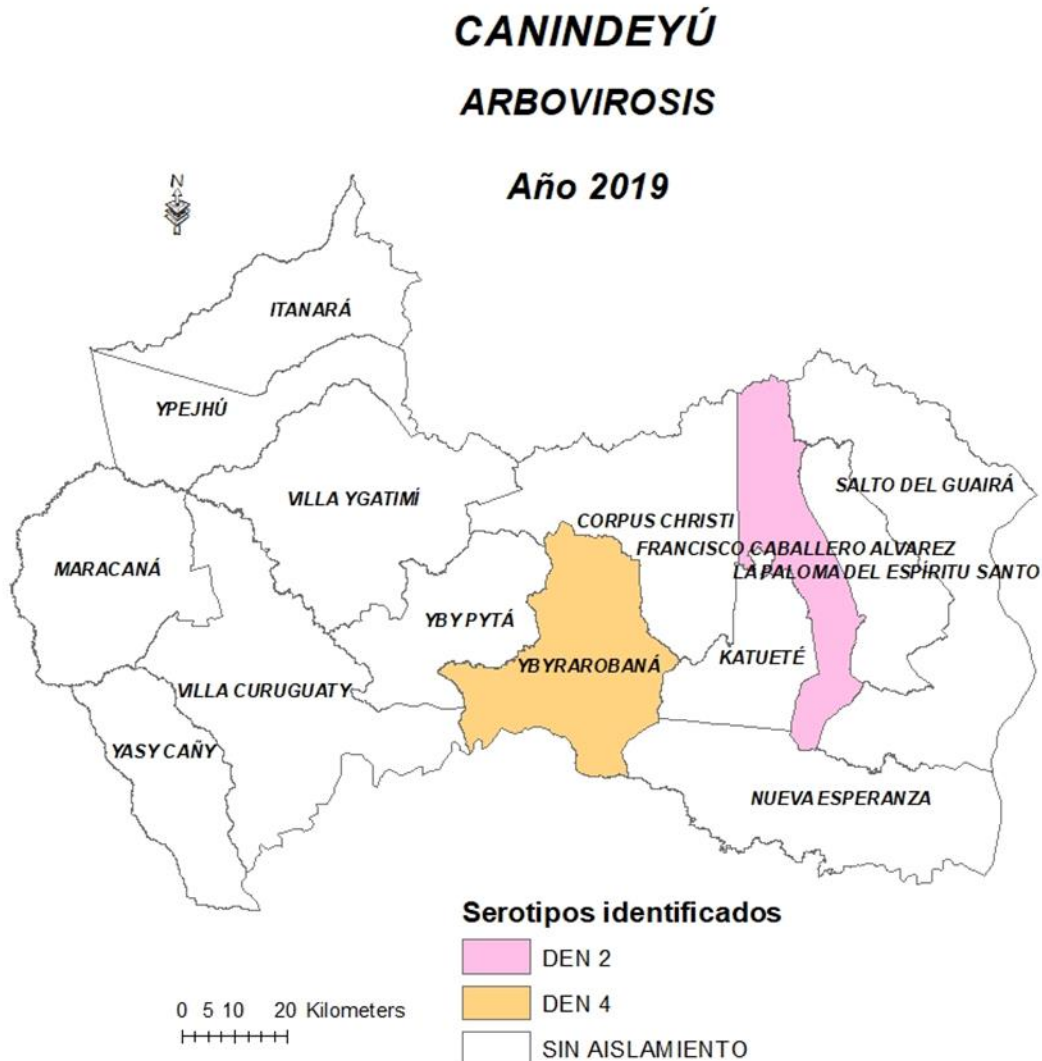 CANINDEYÚ
ARBOVIROSIS
Año 2019
N
ITANARÁ
YPEJHÚ
VILLA YGATIMÍ
SALTO DEL GUAIRÁ
CORPUS CHRISTI
FRANCISCO CABALLERO ALVAREZ
MARACANÁ
LA PALOMA DEL ESPÍRITU SANTO
YBY PYTÁ
YBYRAROBANÁ
KATUETÉ
VILLA CURUGUATY
YASY CAÑY
NUEVA ESPERANZA
Serotipos identificados
DEN 2
DEN 4
SIN AISLAMIENTO
0 5 10 20 Kilometers